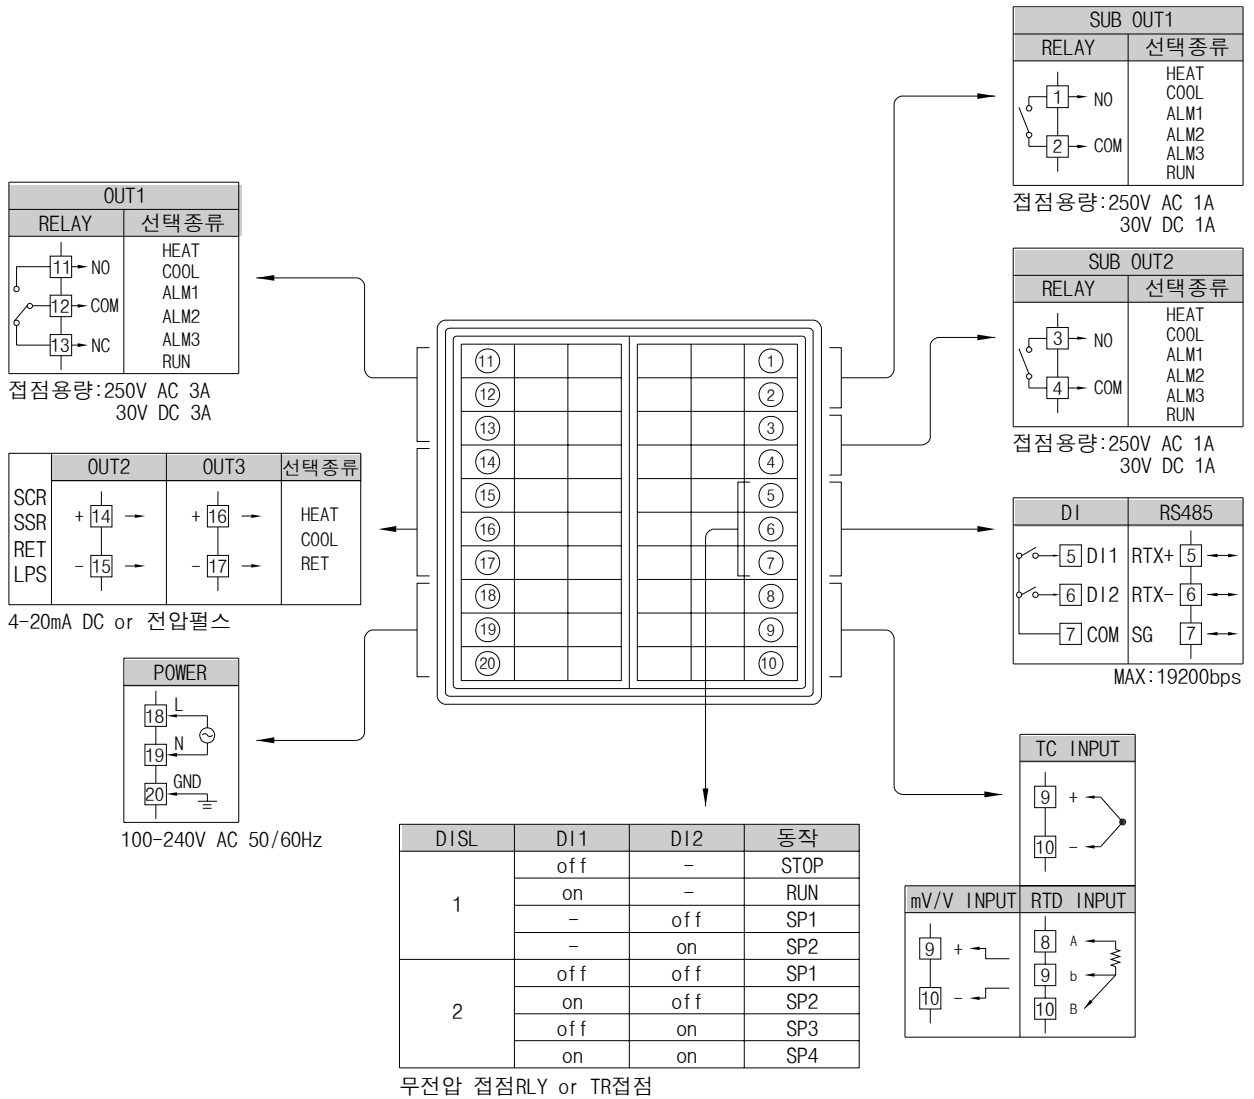 SUB OUT1
RELAY 선택종류
1 NO
2 COM
HEAT
COOL
ALM1
ALM2
ALM3
RUN
접점용량:250V AC 1A
30V DC 1A
OUT1
RELAY 선택종류
11 NO
12 COM
13 NC
HEAT
COOL
ALM1
ALM2
ALM3
RUN
접점용량:250V AC 3A
30V DC 3A
SUB OUT2
RELAY 선택종류
3 NO
4 COM
HEAT
COOL
ALM1
ALM2
ALM3
RUN
접점용량:250V AC 1A
30V DC 1A
11 1
12 2
13 3
14 4
15 5
16 6
17 7
18 8
19 9
20 10
OUT2 OUT3 선택종류
SCR
SSR
RET
LPS
+ 14 + 16
- 15 - 17
HEAT
COOL
RET
4-20mA DC or 전압펄스
DI RS485
5 DI1 RTX+ 5
6 DI2 RTX- 6
7 COM SG 7
MAX:19200bps
POWER
18 L
19 N
20 GND
100-240V AC 50/60Hz
TC INPUT
9 +
10 -
mV/V INPUT RTD INPUT
9 + 8 A
9 b
10 - 10 B
DISL DI1 DI2 동작
1 off - STOP
on - RUN
- off SP1
- on SP2
2 off off SP1
on off SP2
off on SP3
on on SP4
무전압 접점RLY or TR접점